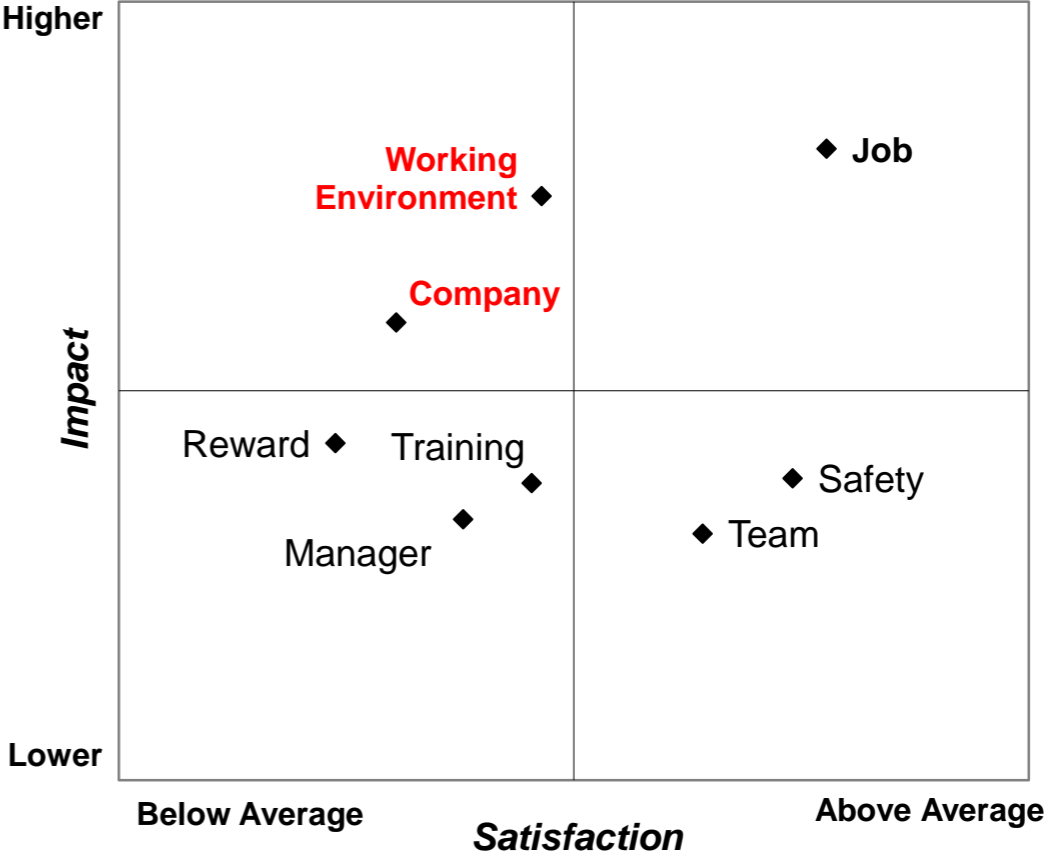 Higher
Working
Environment
Job
Company
Impact
Reward
Training
Safety
Team
Manager
Lower
Below Average
Above Average
Satisfaction